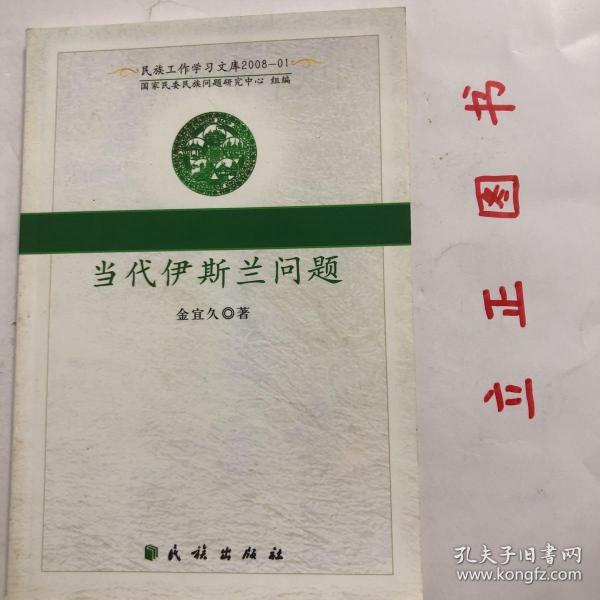 民族工作学习文库2008—01
国家民委民族问题研究中心 组编
当代伊斯兰问题
金宜久◎著
民族出版社
立正图书
孔夫子旧书网
www.kongfz.com